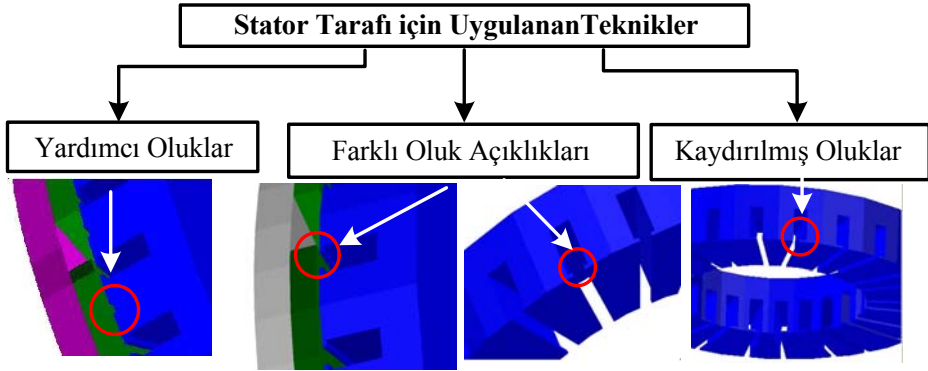 Stator Tarafı için UygulananTeknikler
Yardımcı Oluklar
Farklı Oluk Açıklıkları
Kaydırılmış Oluklar